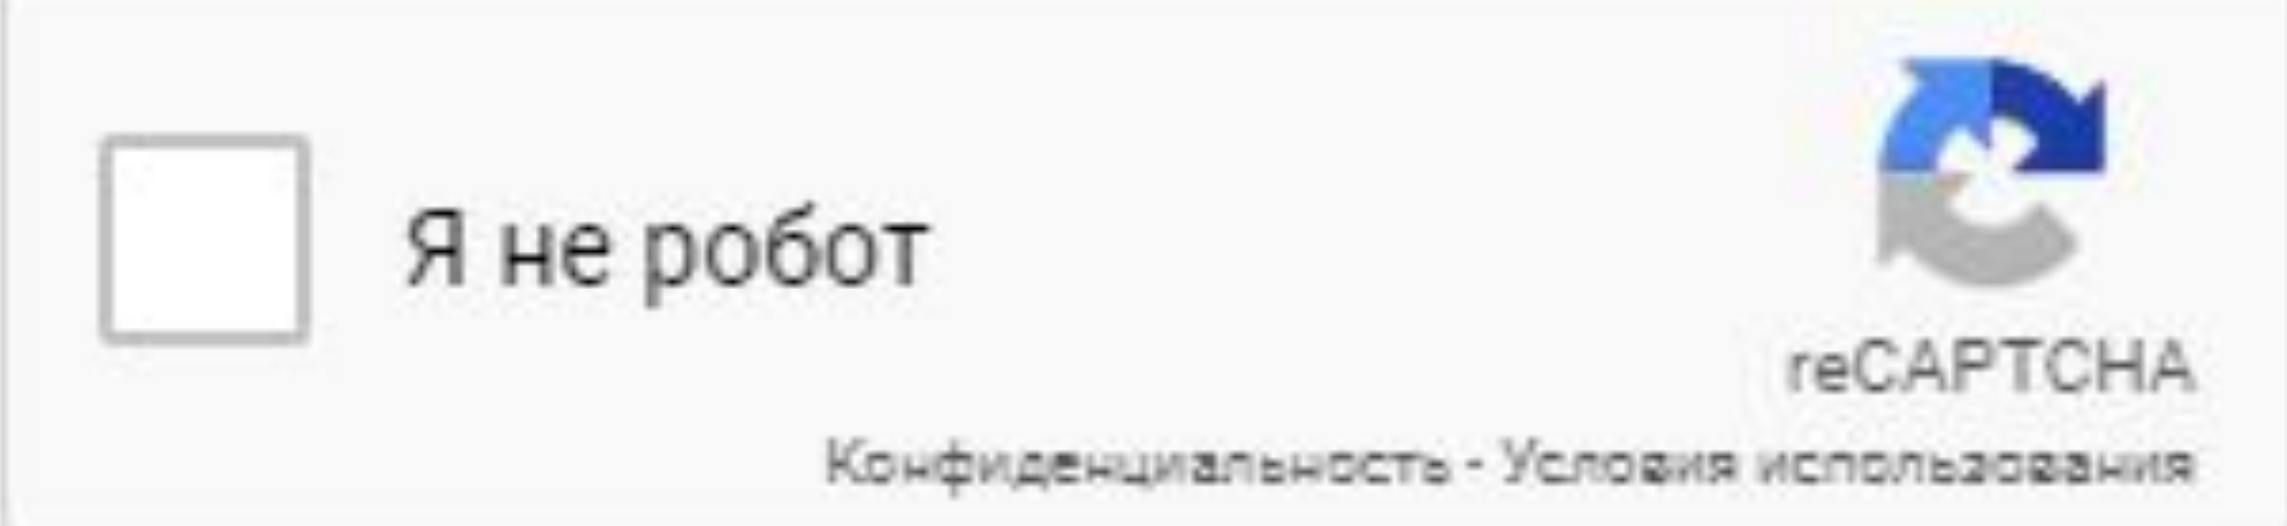 Я не робот
reCAPTCHA
Конфиденциальность - Условия использования